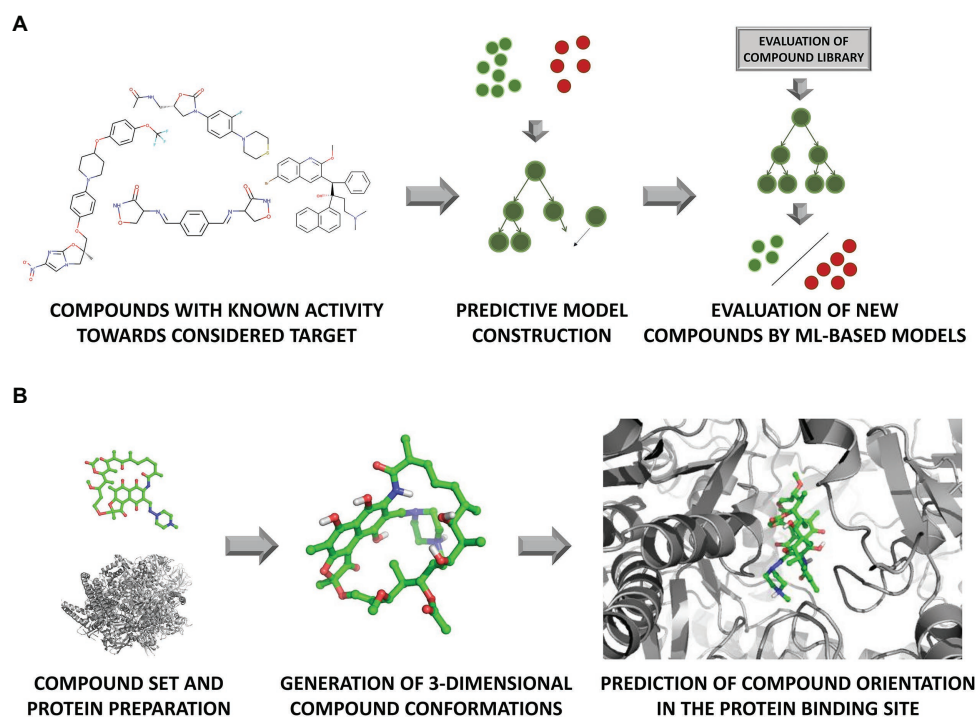 A
EVALUATION OF
COMPOUND LIBRARY
COMPOUNDS WITH KNOWN ACTIVITY
TOWARDS CONSIDERED TARGET
PREDICTIVE MODEL
CONSTRUCTION
EVALUATION OF NEW
COMPOUNDS BY ML-BASED MODELS
B
COMPOUND SET AND
PROTEIN PREPARATION
GENERATION OF 3-DIMENSIONAL
COMPOUND CONFORMATIONS
PREDICTION OF COMPOUND ORIENTATION
IN THE PROTEIN BINDING SITE